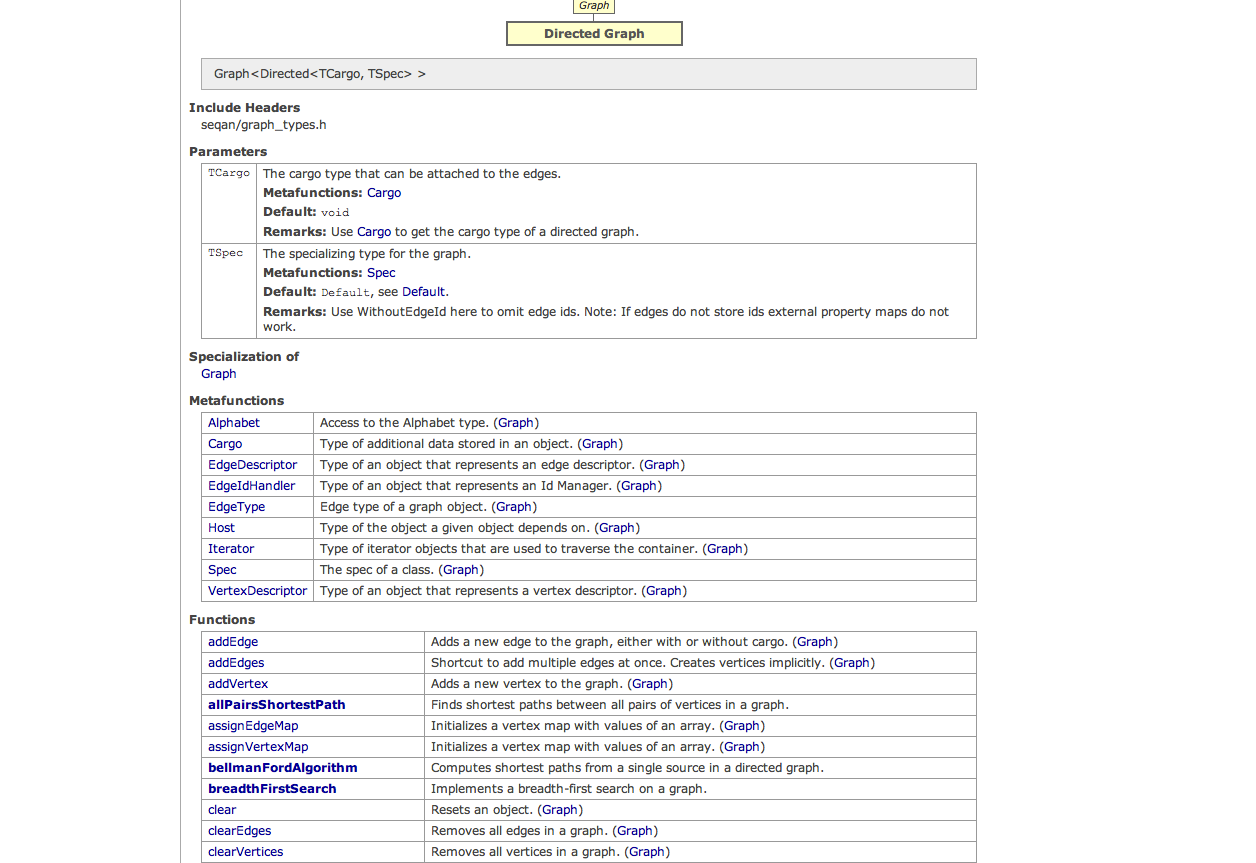 Graph
Directed Graph
Graph<Directed<TCargo, TSpec> >
Include Headers
seqan/graph_types.h
Parameters
TCargo The cargo type that can be attached to the edges.
Metafunctions: Cargo
Default: void
Remarks: Use Cargo to get the cargo type of a directed graph.
TSpec The specializing type for the graph.
Metafunctions: Spec
Default: Default, see Default.
Remarks: Use WithoutEdgeId here to omit edge ids. Note: If edges do not store ids external property maps do not
work.
Specialization of
Graph
Metafunctions
Alphabet Access to the Alphabet type. (Graph)
Cargo Type of additional data stored in an object. (Graph)
EdgeDescriptor Type of an object that represents an edge descriptor. (Graph)
EdgeIdHandler Type of an object that represents an Id Manager. (Graph)
EdgeType Edge type of a graph object. (Graph)
Host Type of the object a given object depends on. (Graph)
Iterator Type of iterator objects that are used to traverse the container. (Graph)
Spec The spec of a class. (Graph)
VertexDescriptor Type of an object that represents a vertex descriptor. (Graph)
Functions
addEdge Adds a new edge to the graph, either with or without cargo. (Graph)
addEdges Shortcut to add multiple edges at once. Creates vertices implicitly. (Graph)
addVertex Adds a new vertex to the graph. (Graph)
allPairsShortestPath Finds shortest paths between all pairs of vertices in a graph.
assignEdgeMap Initializes a vertex map with values of an array. (Graph)
assignVertexMap Initializes a vertex map with values of an array. (Graph)
bellmanFordAlgorithm Computes shortest paths from a single source in a directed graph.
breadthFirstSearch Implements a breadth-first search on a graph.
clear Resets an object. (Graph)
clearEdges Removes all edges in a graph. (Graph)
clearVertices Removes all vertices in a graph. (Graph)